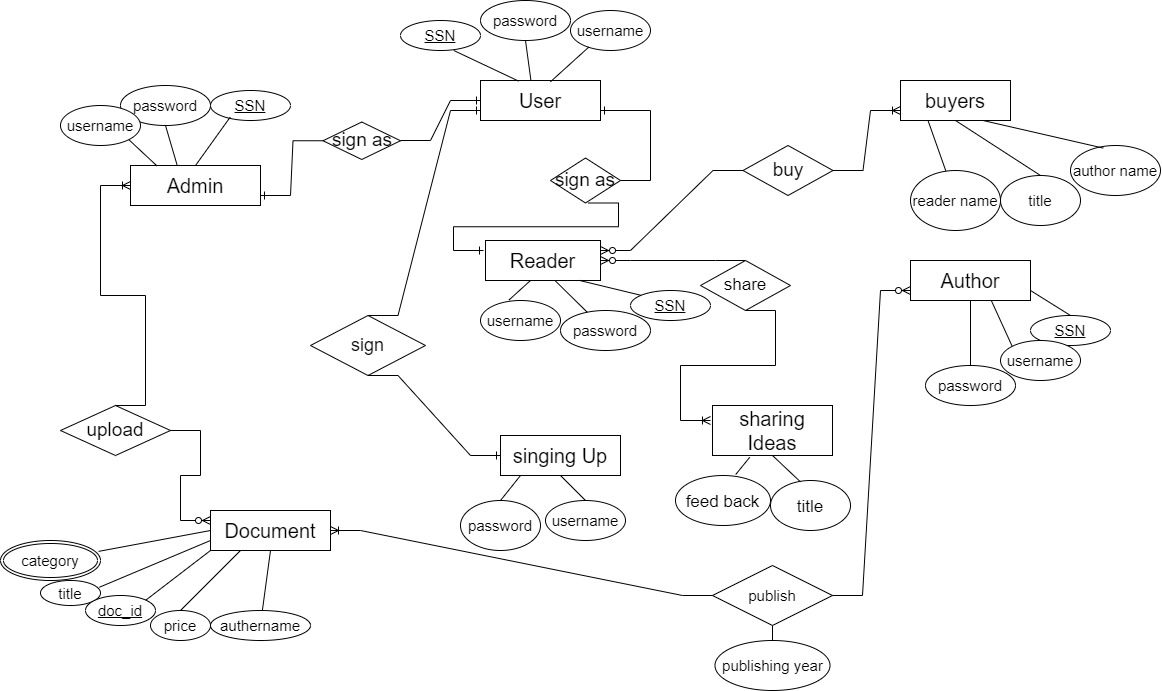 password
SSN
username
User
password
SSN
username
buyers
sign as
Admin
buy
author name
sign as
reader name
title
Reader
share
Author
SSN
username
password
SSN
username
sign
password
sharing
Ideas
upload
singing Up
feed back
title
password
username
Document
category
title
doc_id
price
authername
publish
publishing year